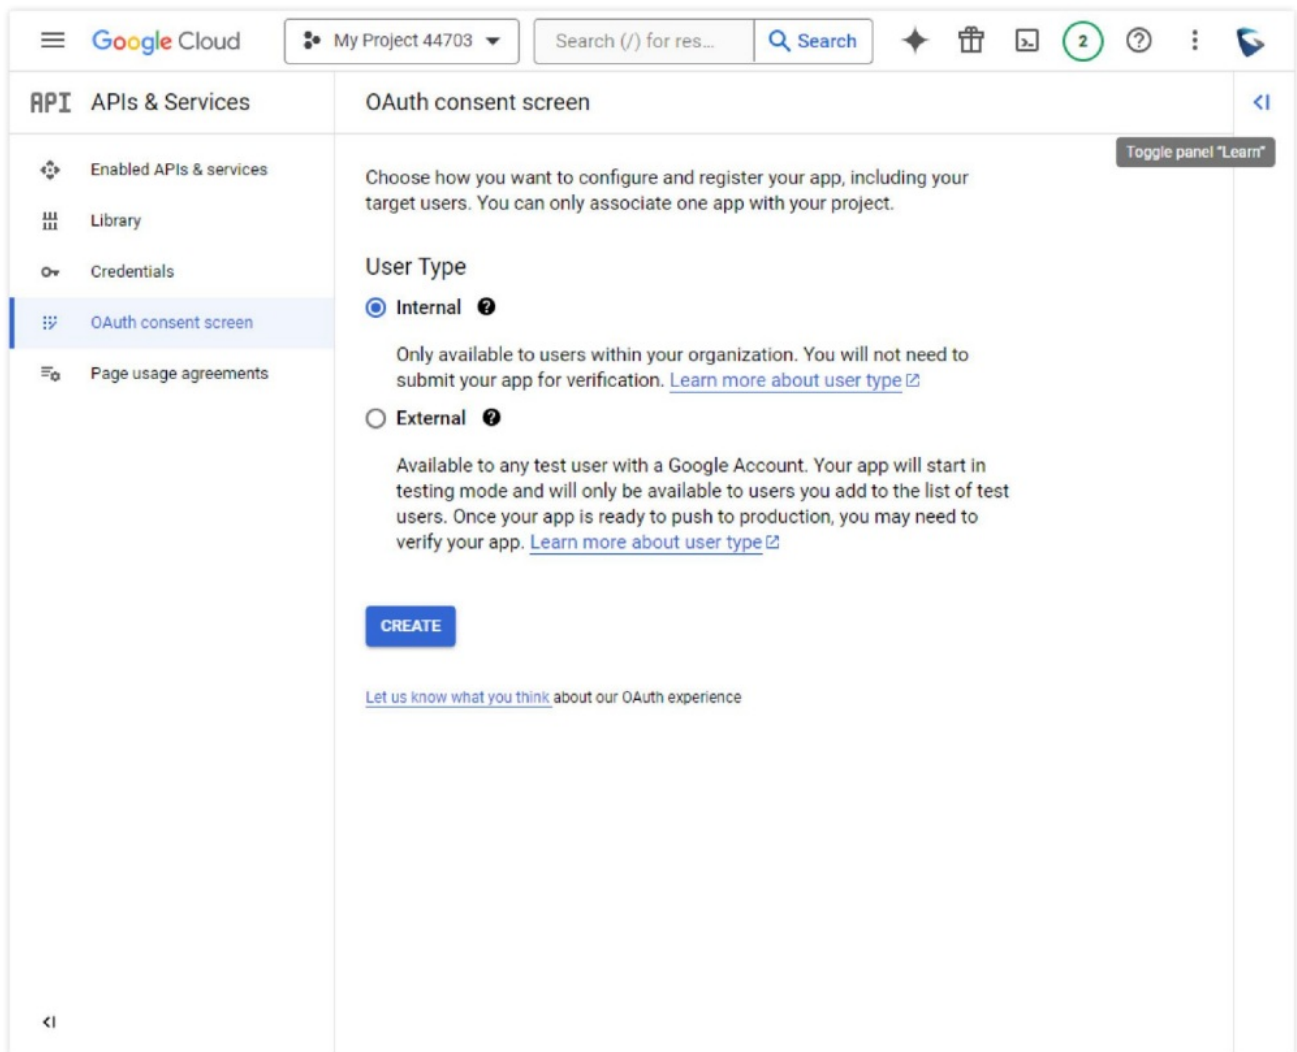 Google Cloud
My Project 44703
Search (/) for res...
Search
2
API APIs & Services
OAuth consent screen
Toggle panel "Learn"
Enabled APIs & services
Library
Credentials
OAuth consent screen
Page usage agreements
Choose how you want to configure and register your app, including your
target users. You can only associate one app with your project.
User Type
Internal
Only available to users within your organization. You will not need to
submit your app for verification. Learn more about user type
External
Available to any test user with a Google Account. Your app will start in
testing mode and will only be available to users you add to the list of test
users. Once your app is ready to push to production, you may need to
verify your app. Learn more about user type
CREATE
Let us know what you think about our OAuth experience